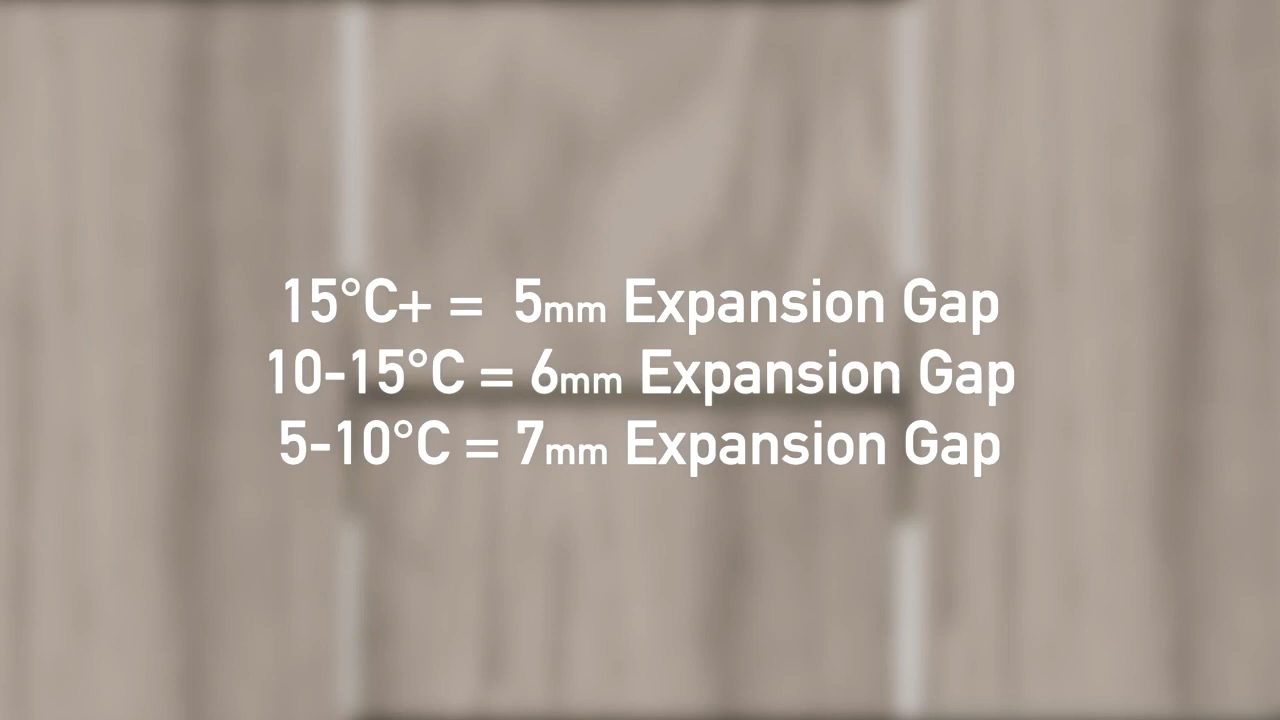 15°C+ = 5mm Expansion Gap
10-15°C = 6mm Expansion Gap
5-10°C = 7mm Expansion Gap